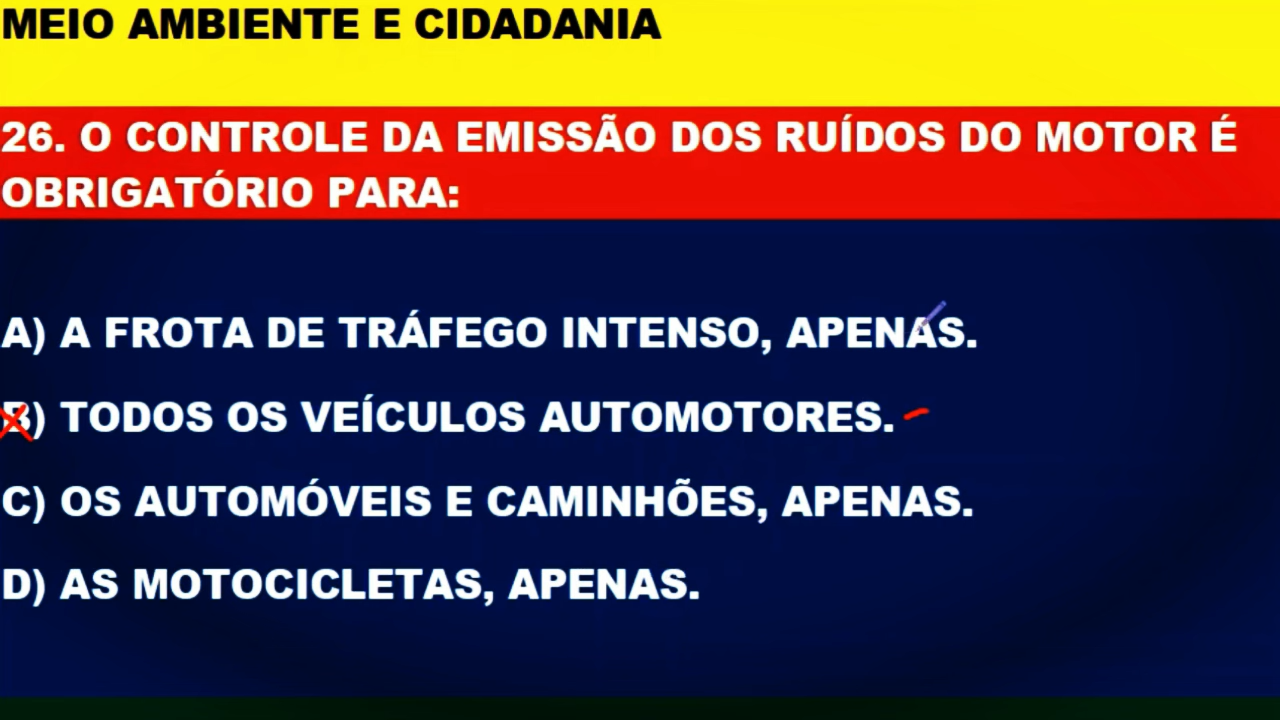 MEIO AMBIENTE E CIDADANIA
26. O CONTROLE DA EMISSÃO DOS RUÍDOS DO MOTOR É
OBRIGATÓRIO PARA:
A) A FROTA DE TRÁFEGO INTENSO, APENAS.
B) TODOS OS VEÍCULOS AUTOMOTORES.
C) OS AUTOMÓVEIS E CAMINHÕES, APENAS.
D) AS MOTOCICLETAS, APENAS.